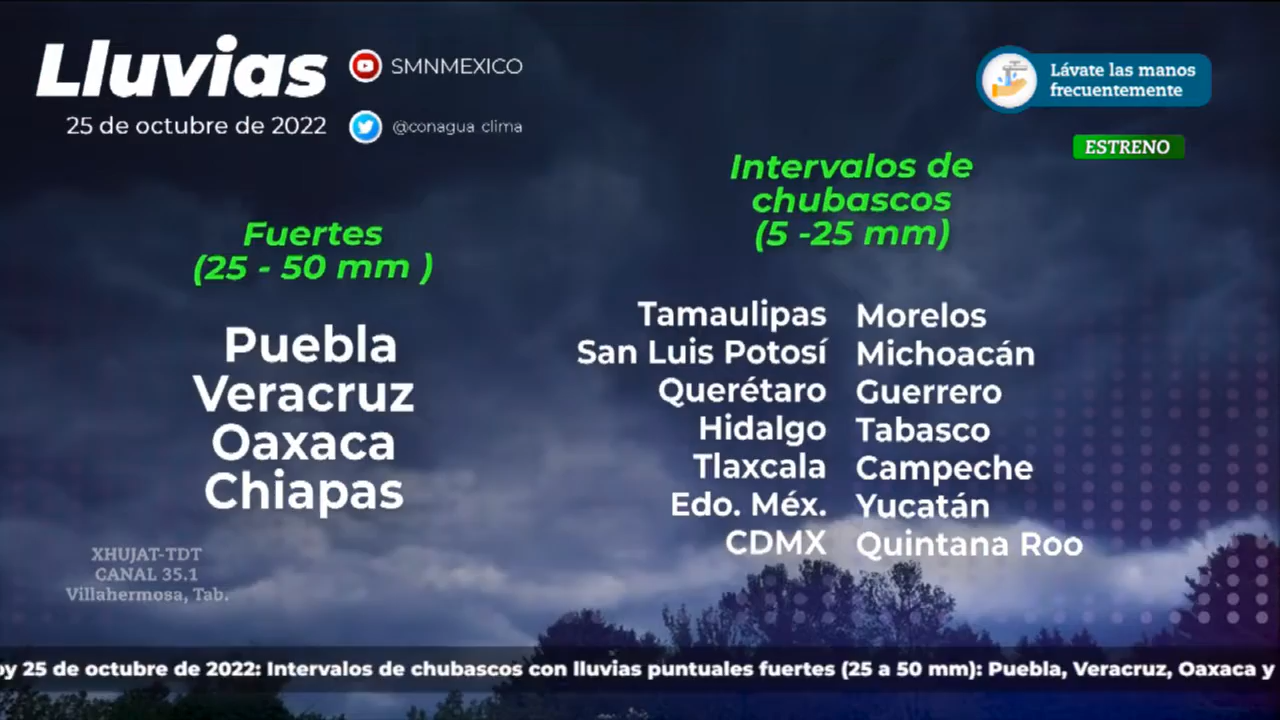 Lluvias
25 de octubre de 2022
SMNMEXICO
@conagua_clima
Lávate las manos
frecuentemente
ESTRENO
Fuertes
(25 - 50 mm )
Puebla
Veracruz
Oaxaca
Chiapas
Intervalos de
chubascos
(5 -25 mm)
Tamaulipas
San Luis Potosí
Querétaro
Hidalgo
Tlaxcala
Edo. Méx.
CDMX
Morelos
Michoacán
Guerrero
Tabasco
Campeche
Yucatán
Quintana Roo
XHUJAT-TDT
CANAL 35.1
Villahermosa, Tab.
oy 25 de octubre de 2022: Intervalos de chubascos con lluvias puntuales fuertes (25 a 50 mm): Puebla, Veracruz, Oaxaca y